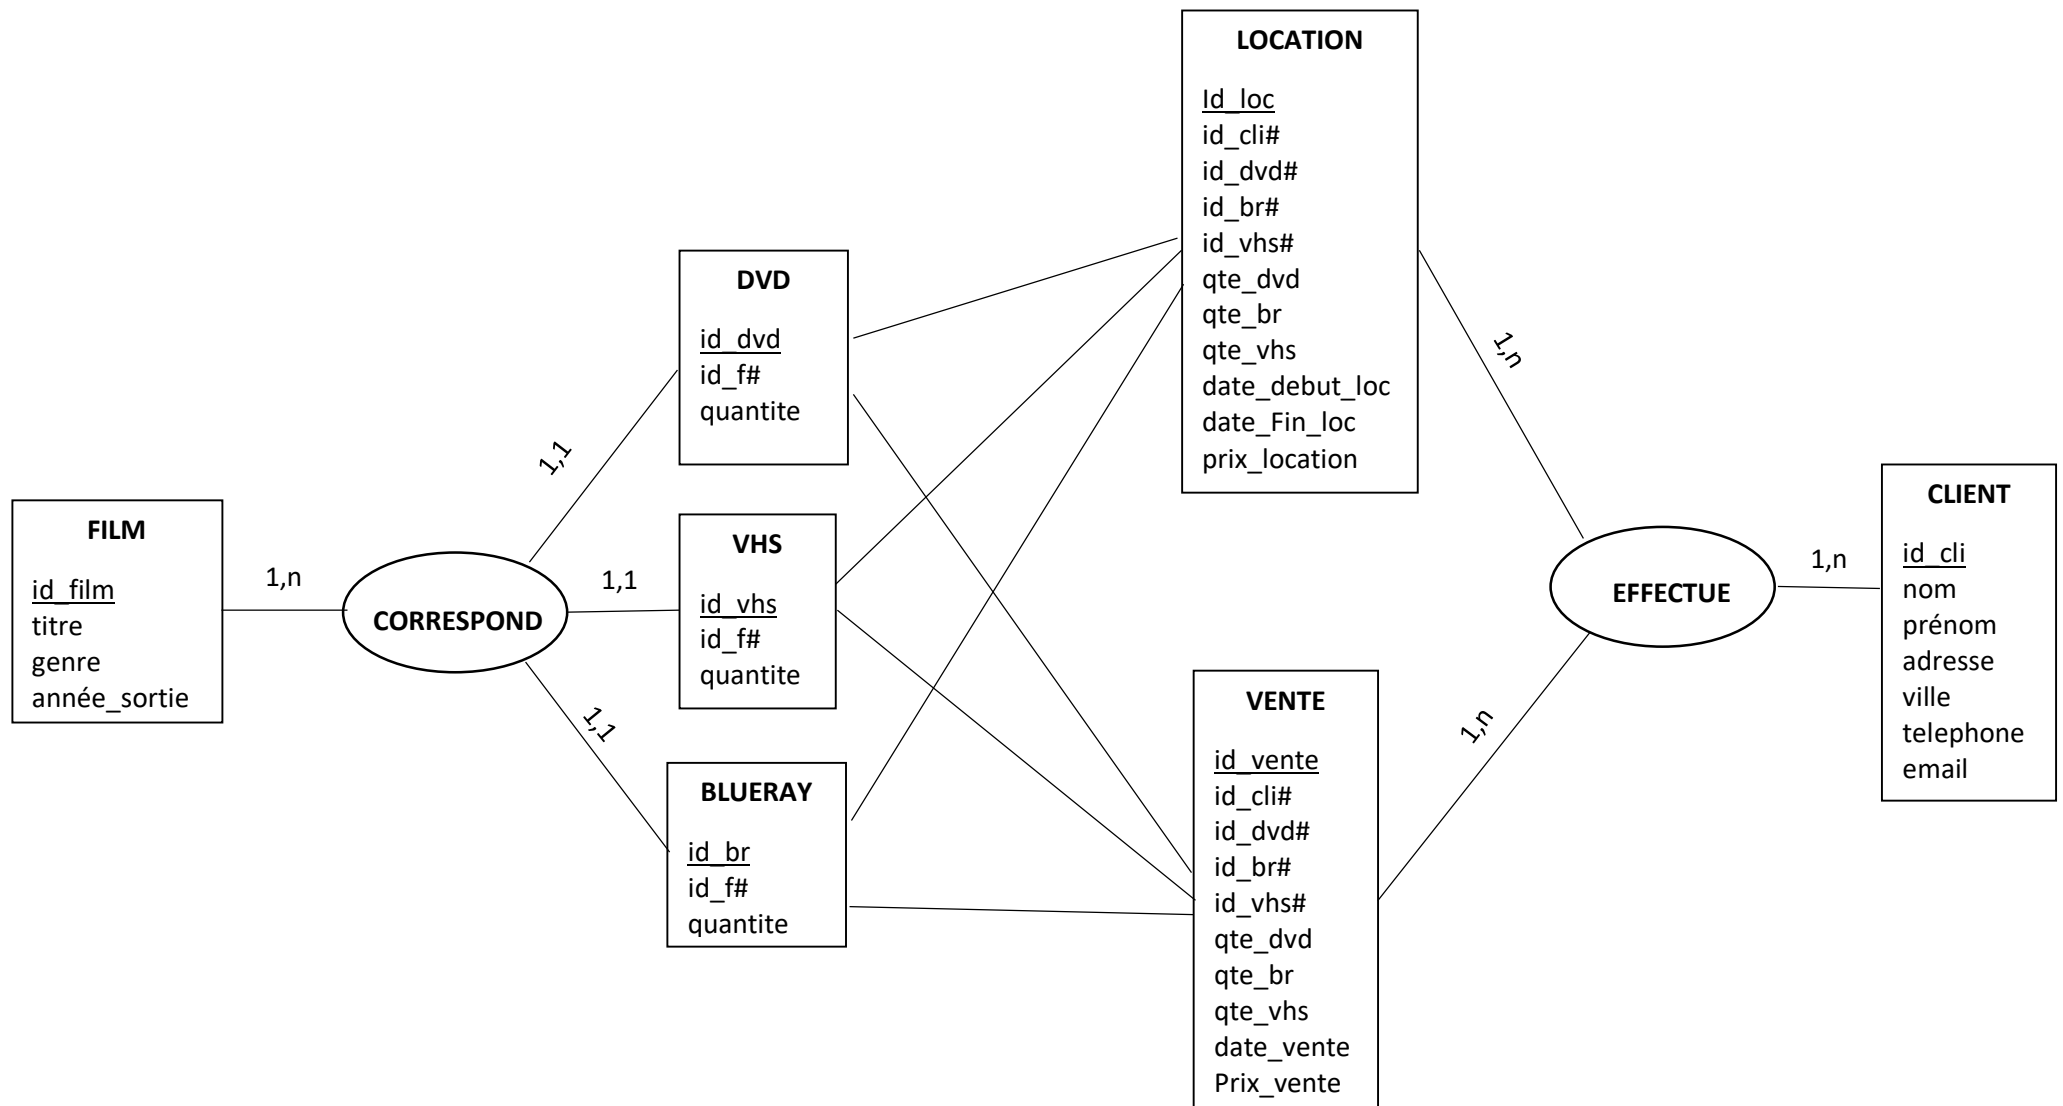 FILM
id_film
titre
genre
année_sortie
1,n
CORRESPOND
1,1
1,1
1,1
DVD
id_dvd
id_f#
quantite
VHS
id_vhs
id_f#
quantite
BLUERAY
id_br
id_f#
quantite
LOCATION
Id_loc
id_cli#
id_dvd#
id_br#
id_vhs#
qte_dvd
qte_br
qte_vhs
date_debut_loc
date_Fin_loc
prix_location
VENTE
id_vente
id_cli#
id_dvd#
id_br#
id_vhs#
qte_dvd
qte_br
qte_vhs
date_vente
Prix_vente
1,n
1,n
EFFECTUE
1,n
CLIENT
id_cli
nom
prénom
adresse
ville
telephone
email